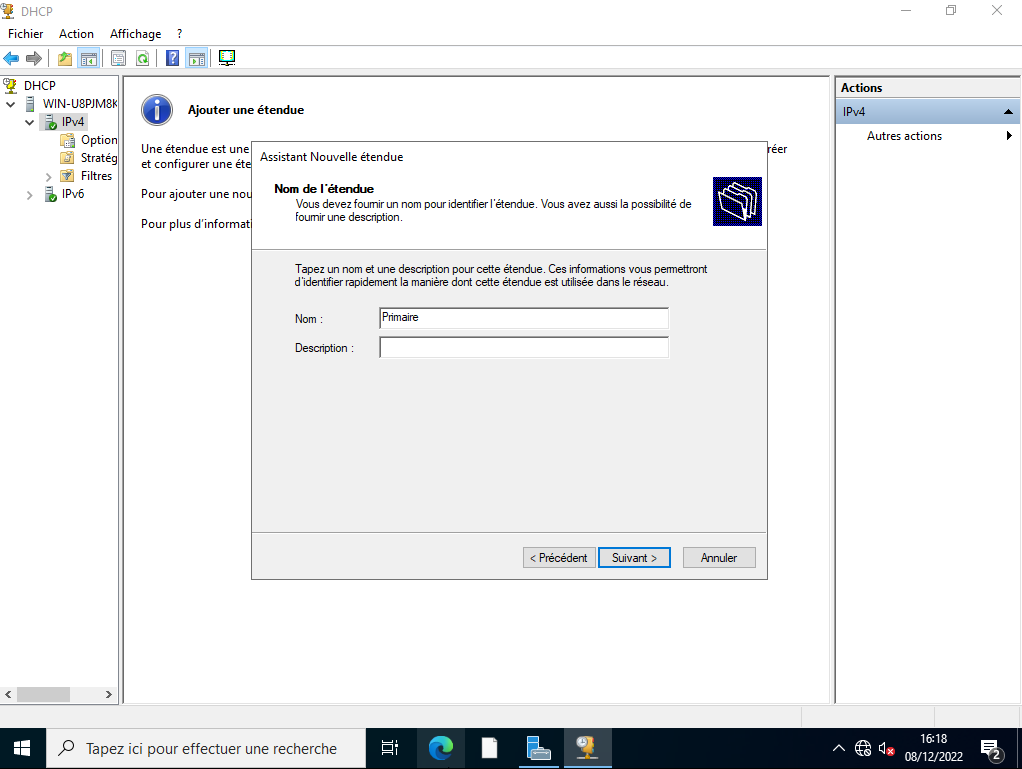 DHCP
Fichier Action Affichage ?
DHCP
WIN-U8PJM8K
IPv4
Option
Stratég
Filtres
IPv6
Ajouter une étendue
Une étendue est une
réer
et configurer une éte
Pour ajouter une nou
Pour plus d'informati
Assistant Nouvelle étendue
Nom de l'étendue
Vous devez fournir un nom pour identifier l'étendue. Vous avez aussi la possibilité de
fournir une description.
Tapez un nom et une description pour cette étendue. Ces informations vous permettront
d'identifier rapidement la manière dont cette étendue est utilisée dans le réseau.
Nom : Primaire
Description :
< Précédent Suivant > Annuler
Actions
IPv4
Autres actions
Tapez ici pour effectuer une recherche
16:18
08/12/2022
2